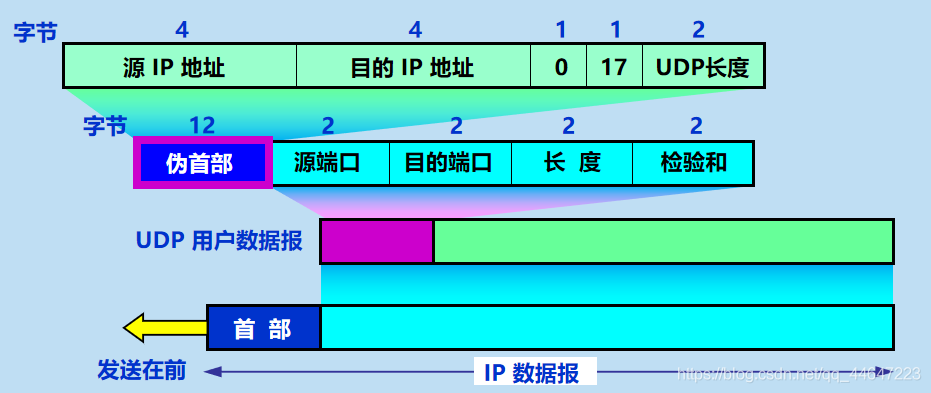 字节 4 4 1 1 2
源 IP 地址 目的 IP 地址 0 17 UDP长度
字节 12 2 2 2 2
伪首部 源端口 目的端口 长 度 检验和
UDP 用户数据报
首 部
发送在前 IP 数据报
https://blog.csdn.net/qq_44647223